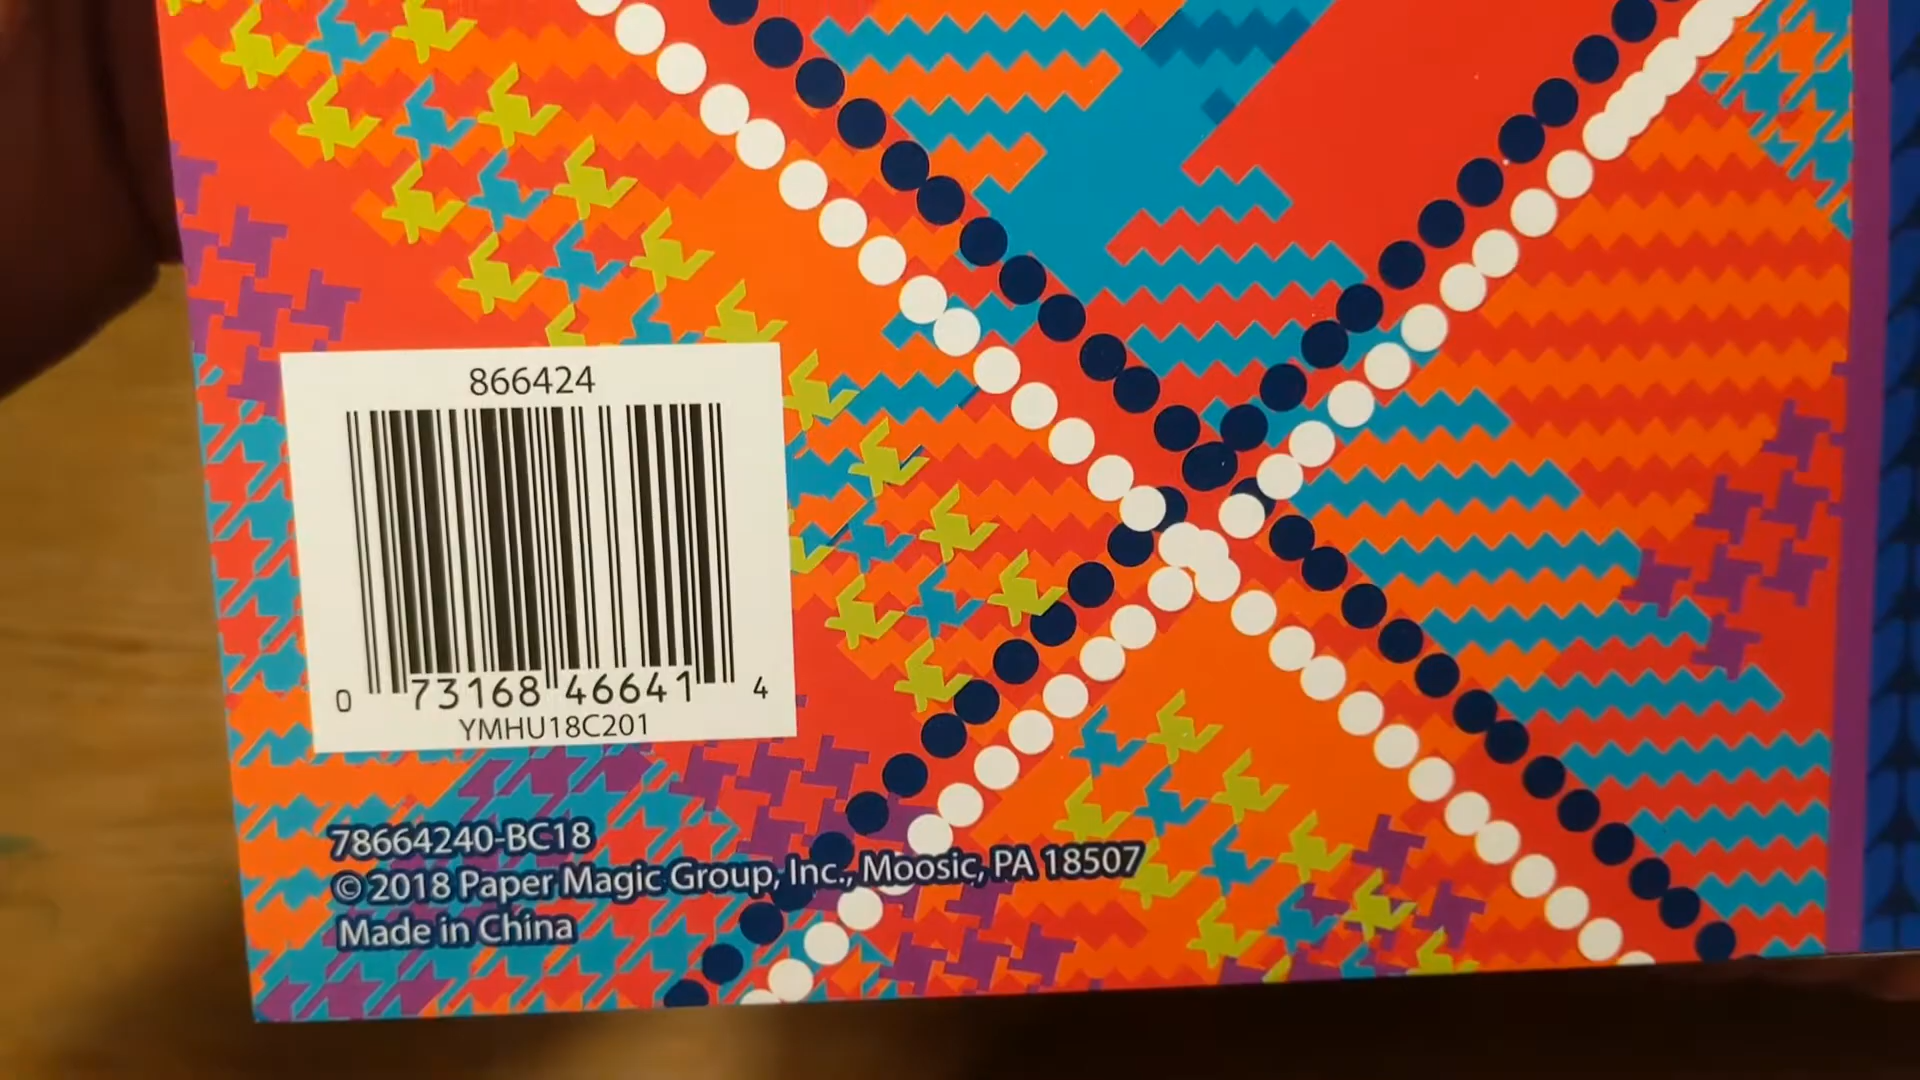 866424
0 73168 46641 4
YMHU18C201
78664240-BC18
© 2018 Paper Magic Group, Inc., Moosic, PA 18507
Made in China